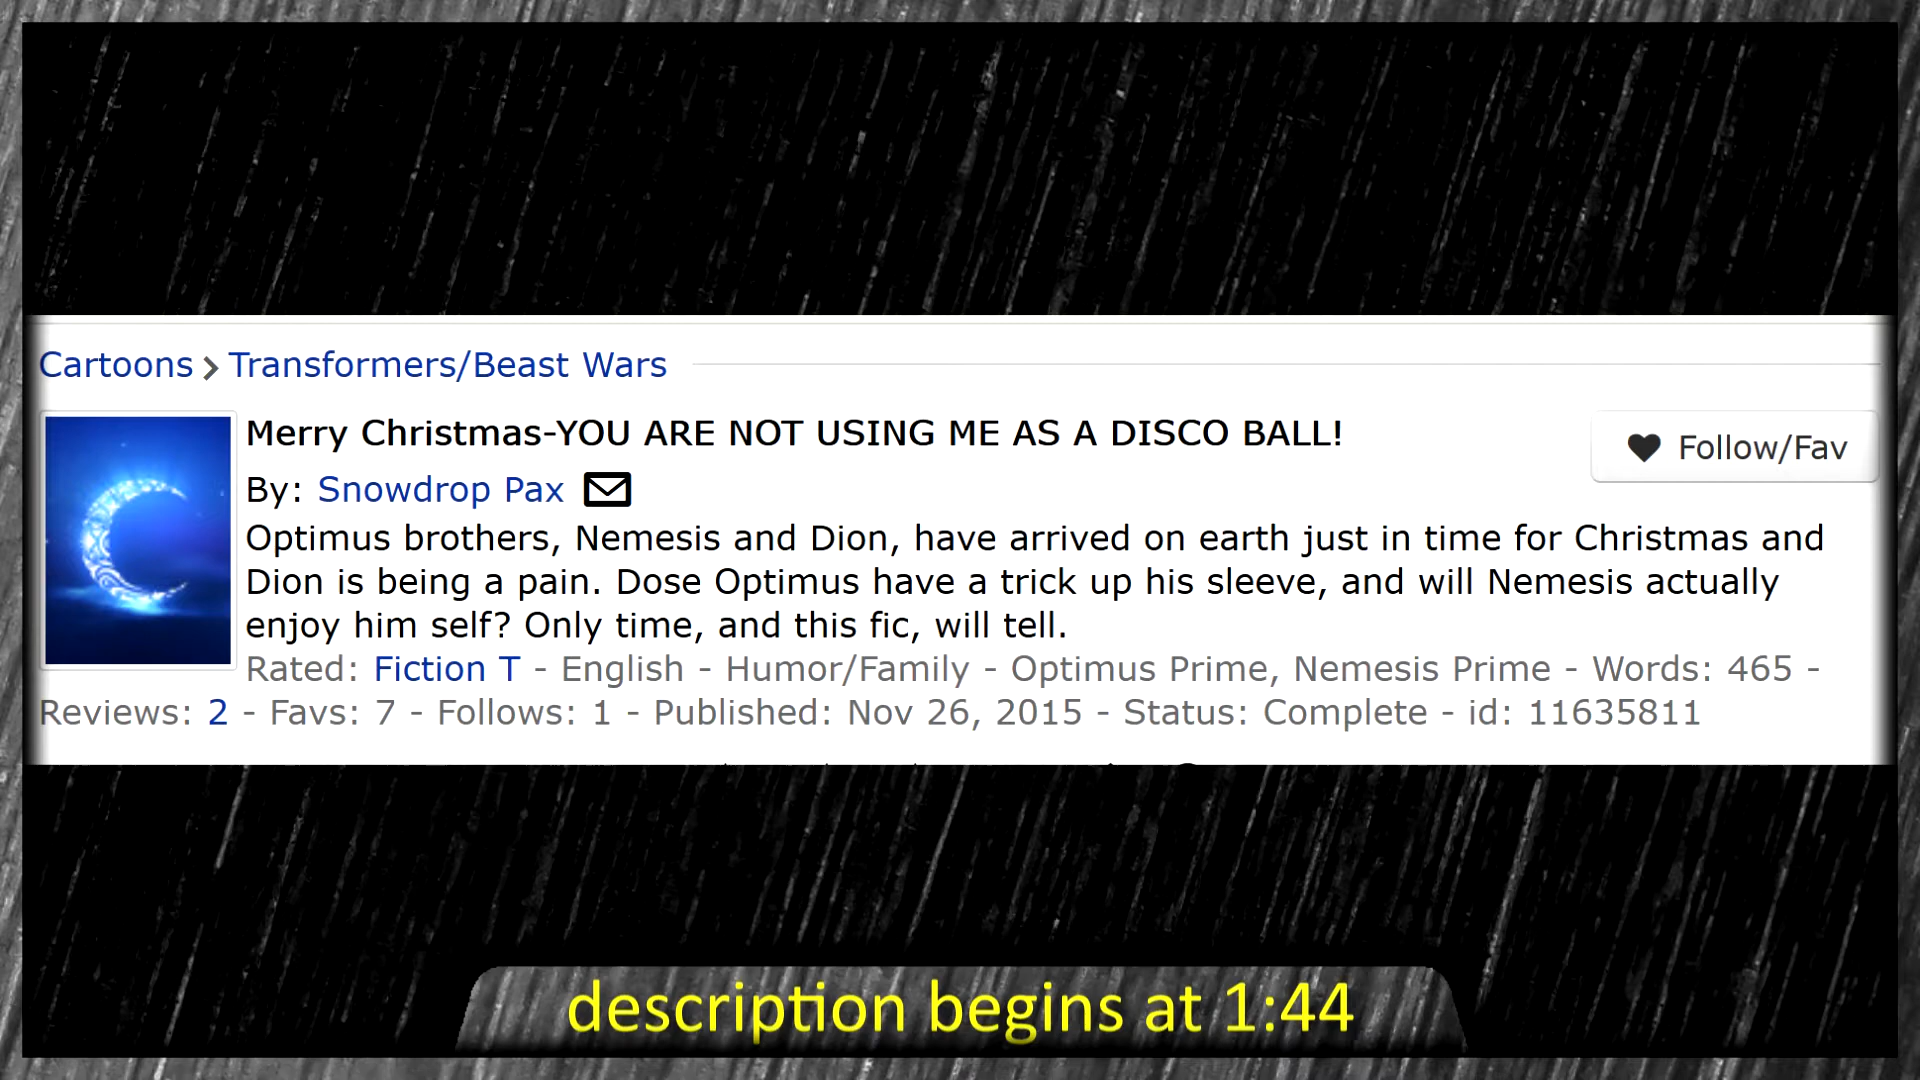 Cartoons > Transformers/Beast Wars
Merry Christmas-YOU ARE NOT USING ME AS A DISCO BALL!
Follow/Fav
By: Snowdrop Pax
Optimus brothers, Nemesis and Dion, have arrived on earth just in time for Christmas and
Dion is being a pain. Dose Optimus have a trick up his sleeve, and will Nemesis actually
enjoy him self? Only time, and this fic, will tell.
Rated: Fiction T - English - Humor/Family - Optimus Prime, Nemesis Prime - Words: 465 -
Reviews: 2 - Favs: 7 - Follows: 1 - Published: Nov 26, 2015 - Status: Complete - id: 11635811
description begins at 1:44